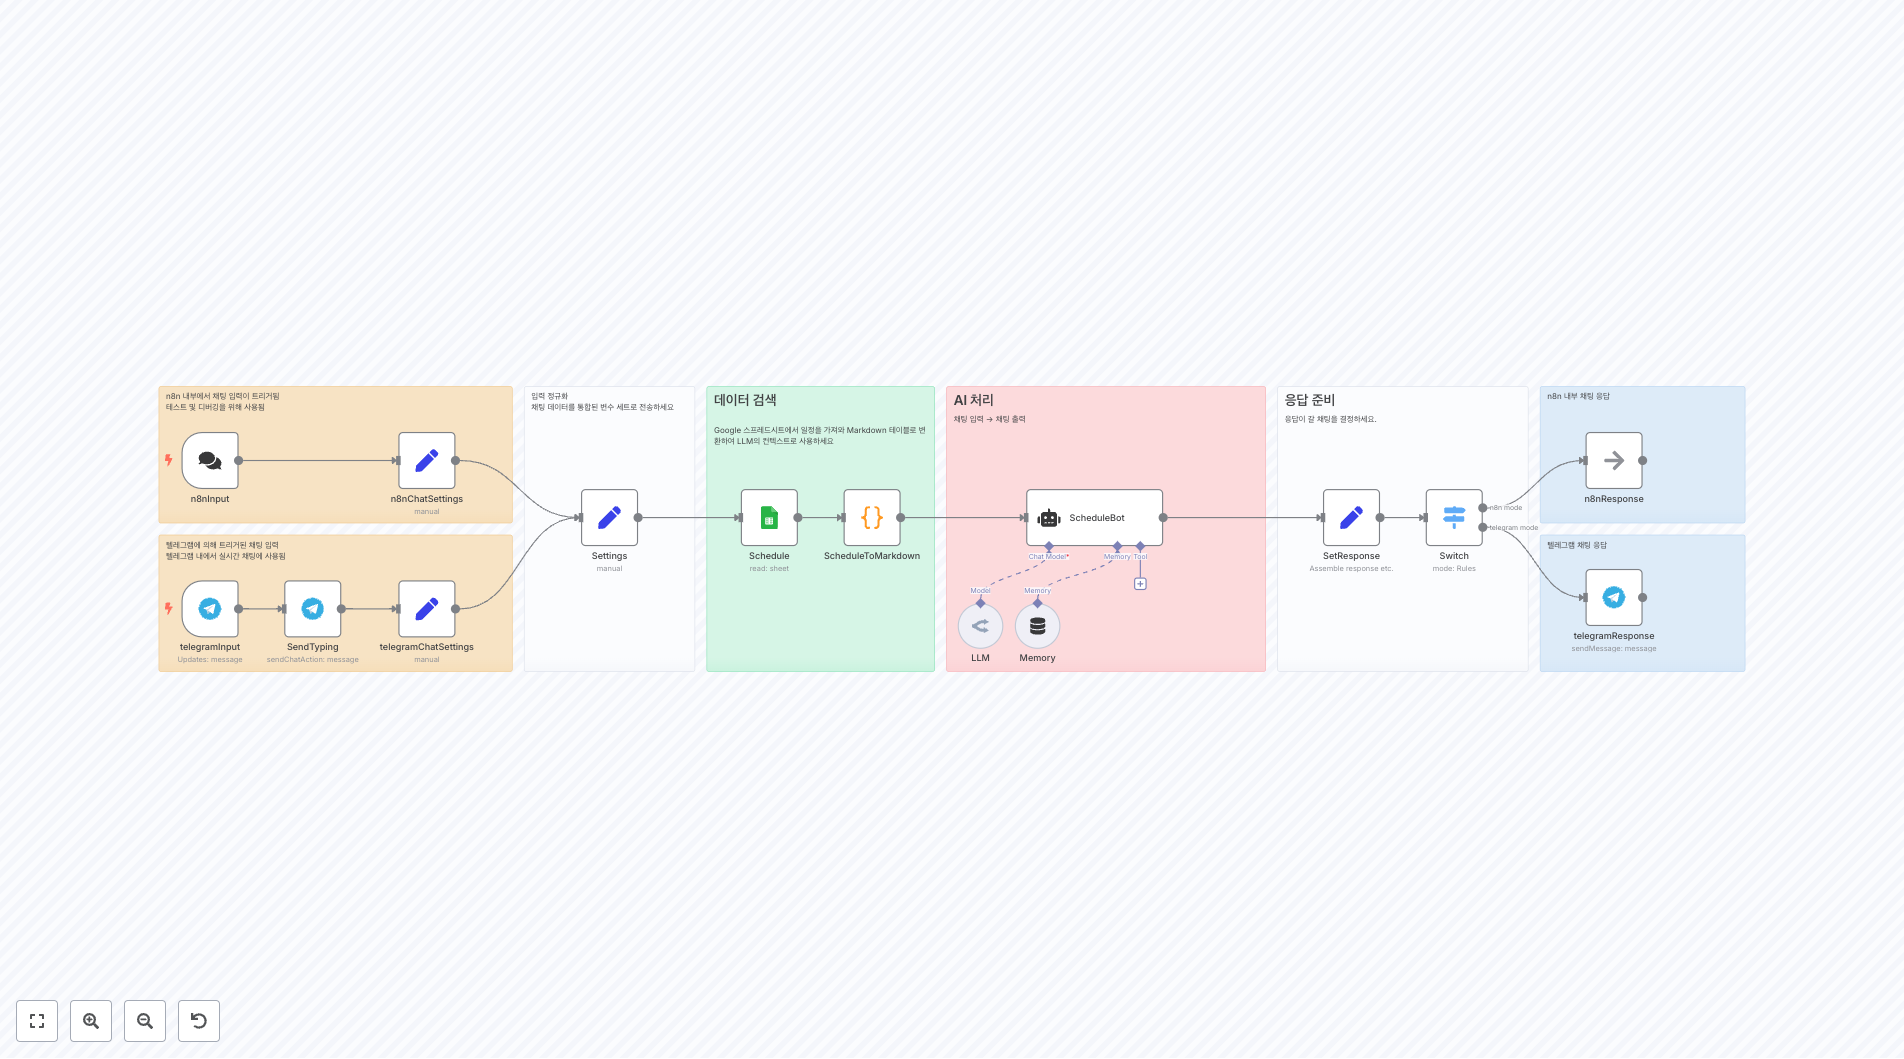 n8n 내부에서 채팅 입력이 트리거됨
테스트 및 디버깅을 위해 사용됨
n8nInput
n8nChatSettings
manual
텔레그램에 의해 트리거된 채팅 입력
텔레그램 내에서 실시간 채팅에 사용됨
telegramInput
Updates: message
SendTyping
sendChatAction: message
telegramChatSettings
manual
입력 정규화
채팅 데이터를 통합된 변수 세트로 전송하세요
Settings
manual
데이터 검색
Google 스프레드시트에서 일정을 가져와 Markdown 테이블로 변
환하여 LLM의 컨텍스트로 사용하세요
Schedule
read: sheet
ScheduleToMarkdown
AI 처리
채팅 입력 → 채팅 출력
ScheduleBot
Chat Model*
Memory
Tool
Model
Memory
LLM
Memory
응답 준비
응답이 갈 채팅을 결정하세요.
SetResponse
Assemble response etc.
Switch
mode: Rules
n8n mode
telegram mode
n8n 내부 채팅 응답
n8nResponse
텔레그램 채팅 응답
telegramResponse
sendMessage: message